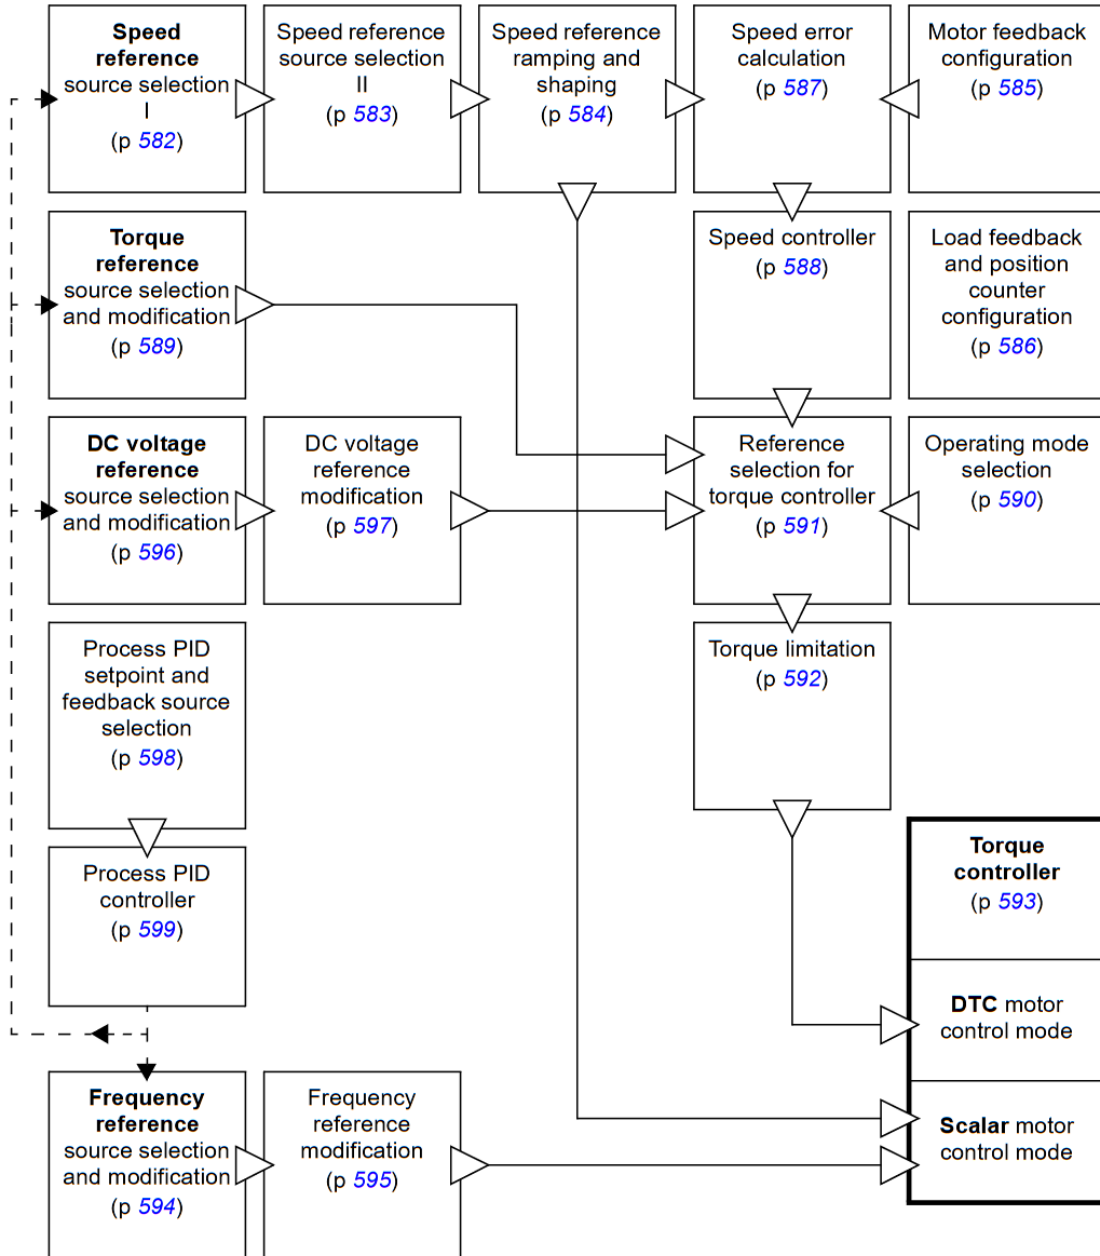 Speed
reference
source selection
I
(p 582)
Speed reference
source selection
II
(p 583)
Speed reference
ramping and
shaping
(p 584)
Speed error
calculation
(p 587)
Motor feedback
configuration
(p 585)
Torque
reference
source selection
and modification
(p 589)
Speed controller
(p 588)
Load feedback
and position
counter
configuration
(p 586)
DC voltage
reference
source selection
and modification
(p 596)
DC voltage
reference
modification
(p 597)
Reference
selection for
torque controller
(p 591)
Operating mode
selection
(p 590)
Process PID
setpoint and
feedback source
selection
(p 598)
Torque limitation
(p 592)
Process PID
controller
(p 599)
Torque
controller
(p 593)
DTC motor
control mode
Scalar motor
control mode
Frequency
reference
source selection
and modification
(p 594)
Frequency
reference
modification
(p 595)